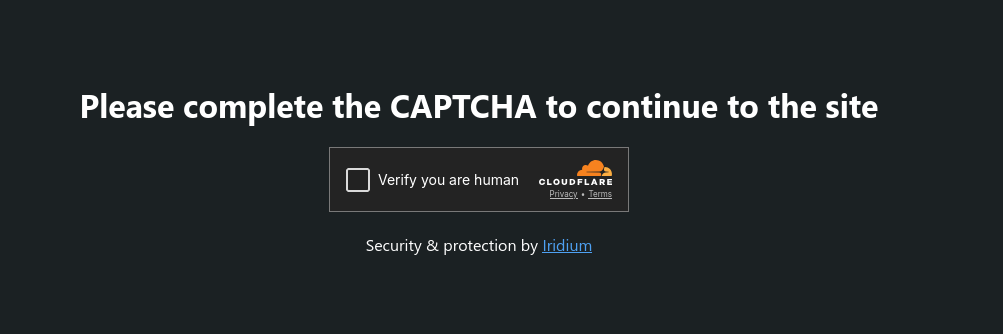 Please complete the CAPTCHA to continue to the site
Verify you are human
CLOUDFLARE
Privacy • Terms
Security & protection by Iridium